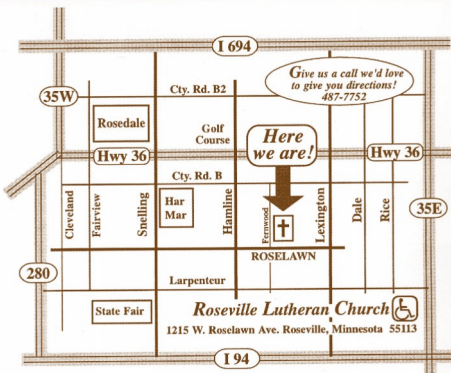 I 694
Give us a call we'd love
to give you directions!
487-7752
35W
Cty. Rd. B2
Rosedale
Golf
Course
Here
we are!
Hwy 36
Hwy 36
Cty. Rd. B
Cleveland
Fairview
Snelling
Har
Mar
Hamline
Fernwood
Lexington
Dale
Rice
35E
ROSELAWN
280
Larpenteur
State Fair
Roseville Lutheran Church
1215 W. Roselawn Ave. Roseville, Minnesota 55113
I 94